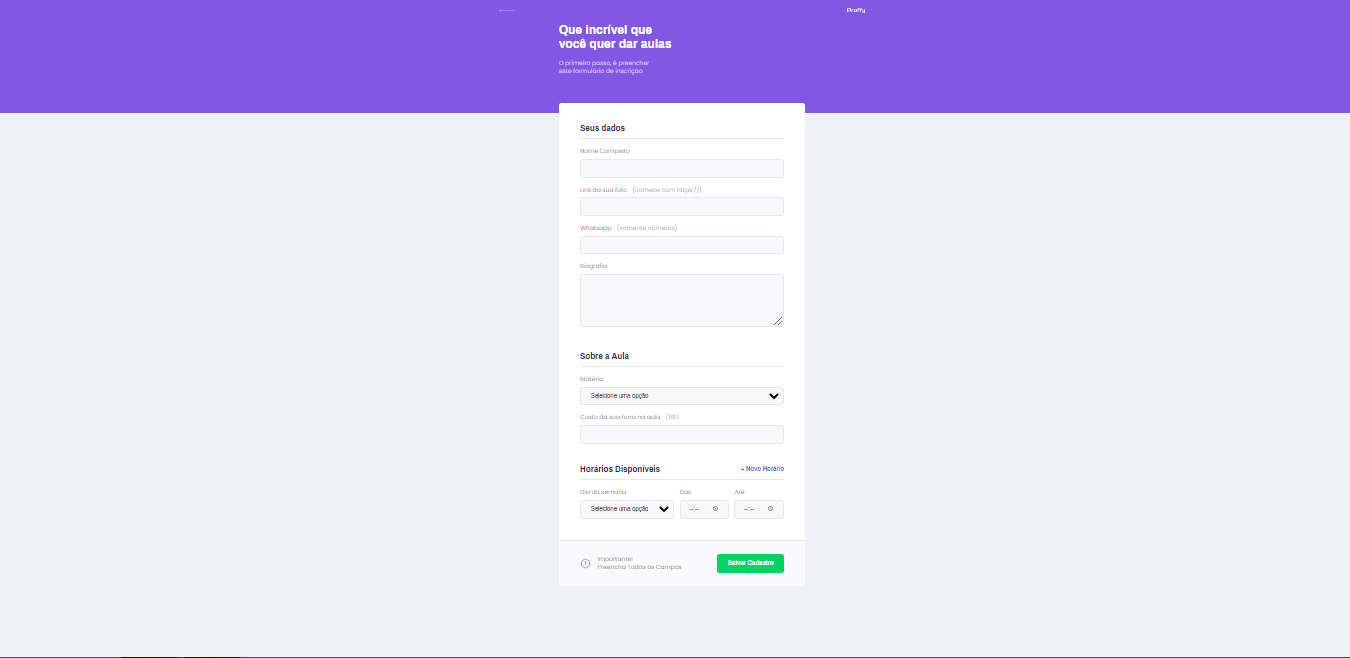 Proffy
Que incrível que
você quer dar aulas
O primeiro passo, é preencher
este formulário de inscrição
Seus dados
Nome Completo
Link da sua foto (comece com https://)
Whatsapp (somente números)
Biografia
Sobre a Aula
Matéria
Selecione uma opção
Custo da sua hora na aula (R$)
Horários Disponíveis + Novo Horário
Dia da semana Das Até
Selecione uma opção --:-- --:--
Importante!
Preencha Todos os Campos
Salvar Cadastro